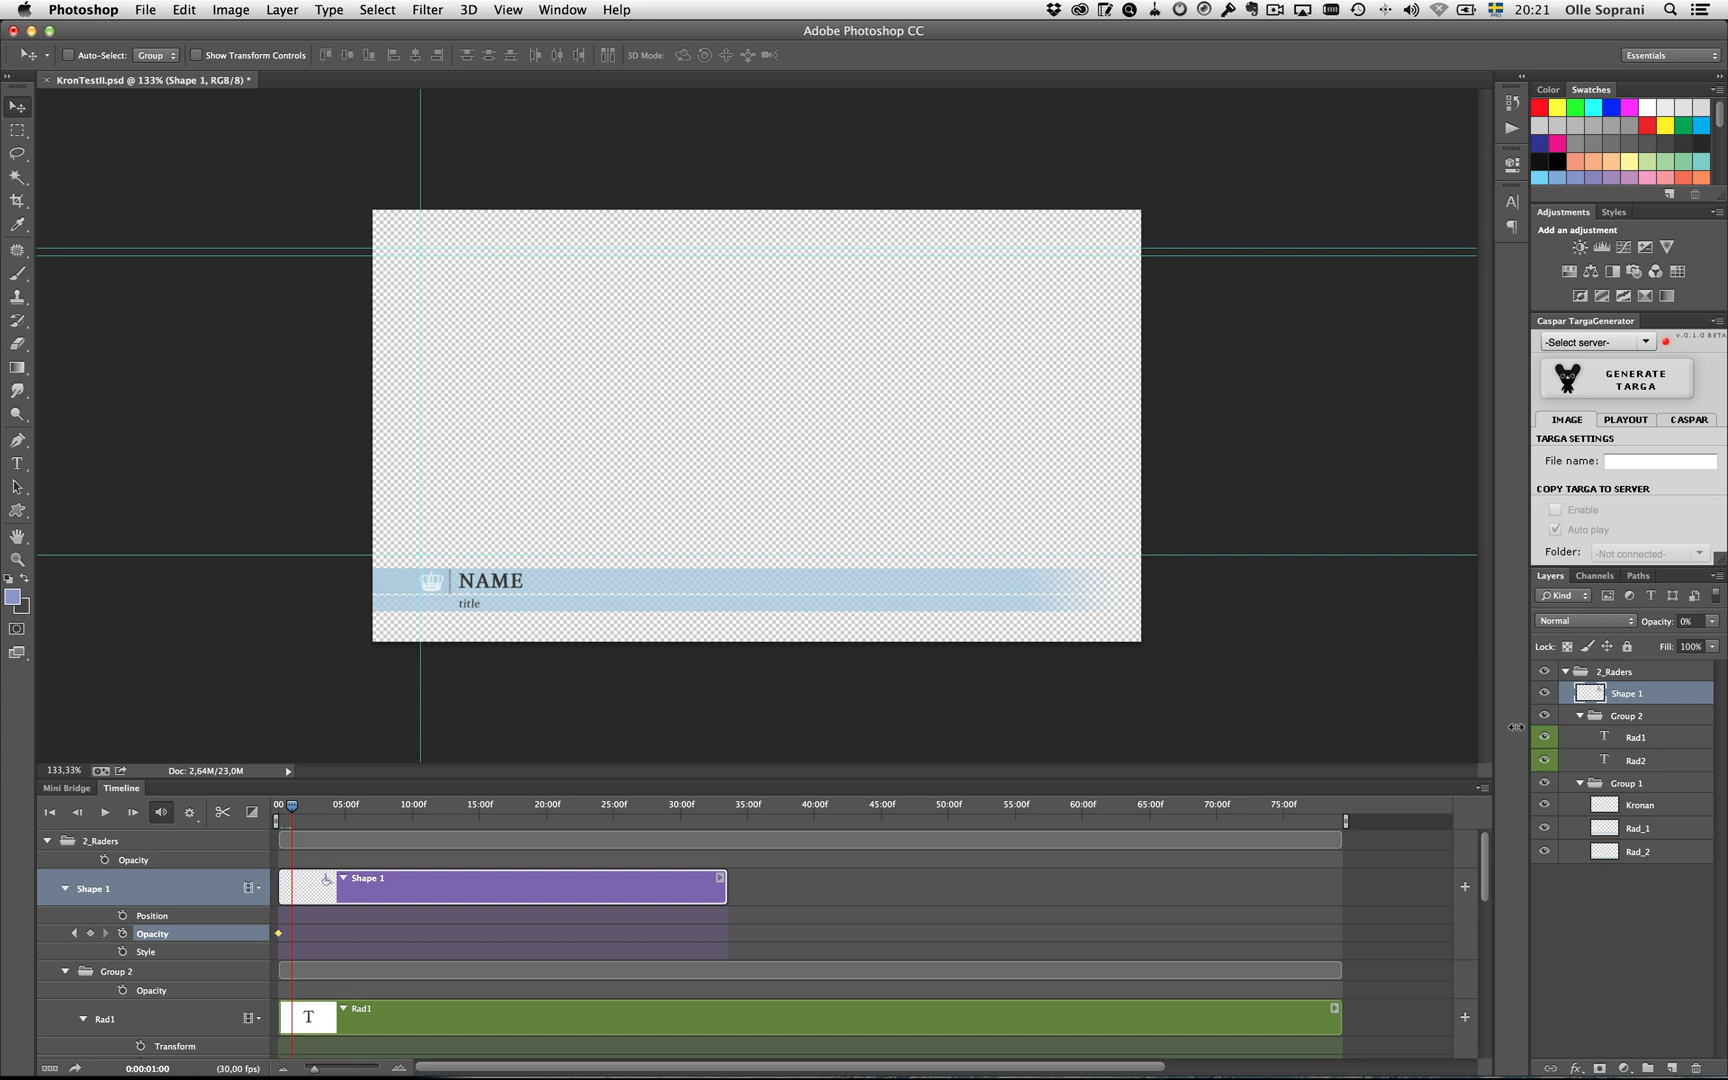 Photoshop File Edit Image Layer Type Select Filter 3D View Window Help PRO 20:21 Olle Soprani
Adobe Photoshop CC
Auto-Select: Group Show Transform Controls 3D Mode: Essentials
× KronTestII.psd @ 133% (Shape 1, RGB/8) *
Color Swatches
Adjustments Styles
Add an adjustment
Caspar TargaGenerator
-Select server- v.0.1.0 BETA
GENERATE
TARGA
IMAGE PLAYOUT CASPAR
TARGA SETTINGS
File name:
COPY TARGA TO SERVER
Enable
Auto play
Folder: -Not connected-
NAME
title
Layers Channels Paths
Kind
Normal Opacity: 0%
Lock: Fill: 100%
2_Raders
Shape 1
Group 2
T Rad1
T Rad2
Group 1
Kronan
Rad_1
Rad_2
133,33% Doc: 2,64M/23,0M
Mini Bridge Timeline
00 05:00f 10:00f 15:00f 20:00f 25:00f 30:00f 35:00f 40:00f 45:00f 50:00f 55:00f 60:00f 65:00f 70:00f 75:00f
2_Raders
Opacity
Shape 1 Shape 1
Position
Opacity
Style
Group 2
Opacity
Rad1 T Rad1
Transform
0:00:01:00 (30,00 fps)